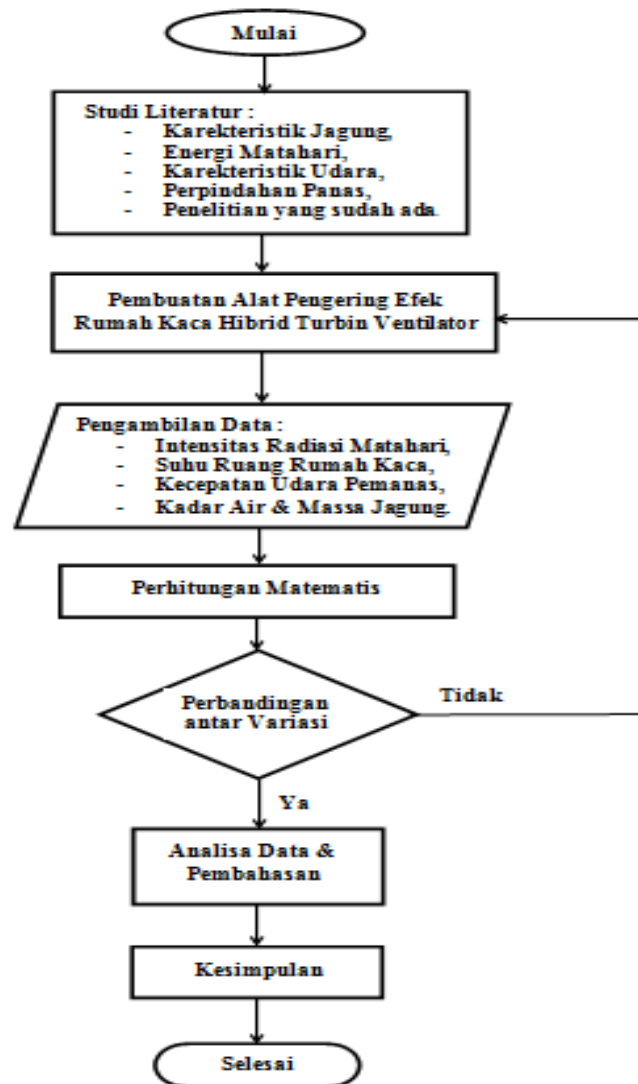 Mulai
Studi Literatur :
- Karekteristik Jagung,
- Energi Matahari,
- Karekteristik Udara,
- Perpindahan Panas,
- Penelitian yang sudah ada.
Pembuatan Alat Pengering Efek
Rumah Kaca Hibrid Turbin Ventilator
Pengambilan Data :
- Intensitas Radiasi Matahari,
- Suhu Ruang Rumah Kaca,
- Kecepatan Udara Pemanas,
- Kadar Air & Massa Jagung.
Perhitungan Matematis
Perbandingan
antar Variasi
Tidak
Ya
Analisa Data &
Pembahasan
Kesimpulan
Selesai